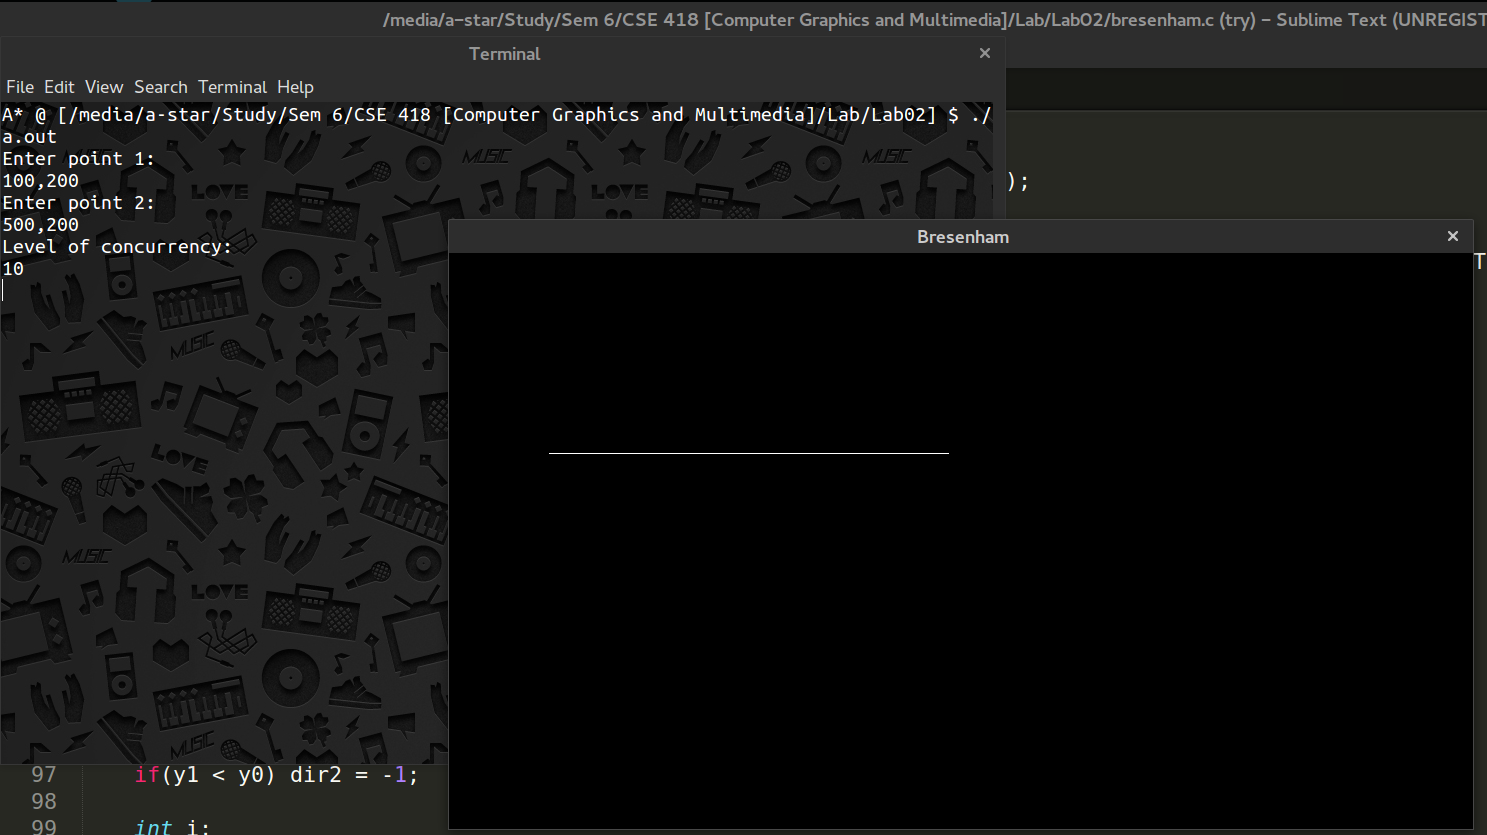 /media/a-star/Study/Sem 6/CSE 418 [Computer Graphics and Multimedia]/Lab/Lab02/bresenham.c (try) - Sublime Text (UNREGIST
Terminal
File Edit View Search Terminal Help
A* @ [/media/a-star/Study/Sem 6/CSE 418 [Computer Graphics and Multimedia]/Lab/Lab02] $ ./
a.out
Enter point 1:
100,200
Enter point 2:
500,200
Level of concurrency:
10
);
Bresenham
T
MUSIC
MUSIC
LOVE
LOVE
MUSIC
LOVE
MUSIC
LOVE
MUSIC
97 if(y1 < y0) dir2 = -1;
98
99 int i;